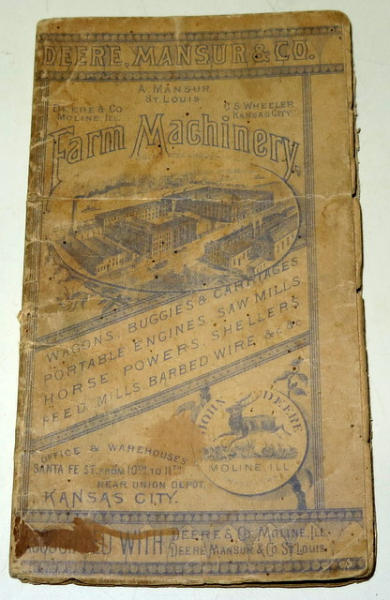 DEERE, MANSUR & CO.
A. MANSUR
ST. LOUIS
DEERE & CO
MOLINE, ILL.
C S WHEELER
KANSAS CITY
Farm Machinery
WAGONS, BUGGIES & CARRIAGES
PORTABLE ENGINES, SAW MILLS
HORSE POWERS, SHELLERS
FEED MILLS, BARBED WIRE, &c &c
JOHN DEERE
MOLINE, ILL
OFFICE & WAREHOUSES
SANTA FE ST. FROM 10TH TO 11TH
NEAR UNION DEPOT.
KANSAS CITY.
WITH
DEERE & CO. MOLINE, ILL.
DEERE MANSUR & CO ST LOUIS